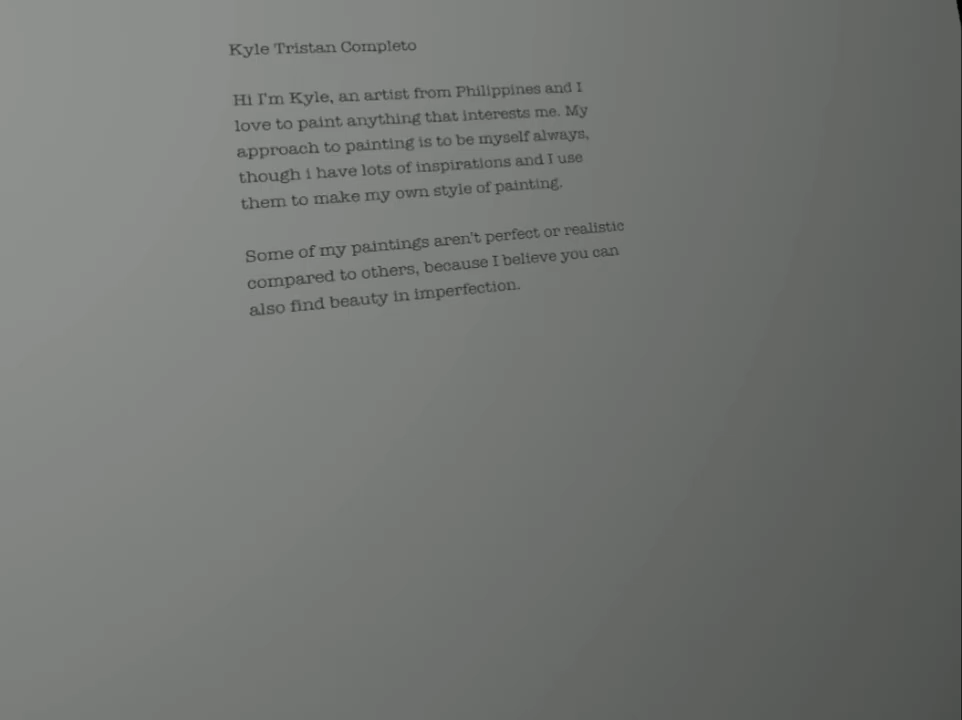 Kyle Tristan Completo
Hi I'm Kyle, an artist from Philippines and I
love to paint anything that interests me. My
approach to painting is to be myself always,
though i have lots of inspirations and I use
them to make my own style of painting.
Some of my paintings aren't perfect or realistic
compared to others, because I believe you can
also find beauty in imperfection.